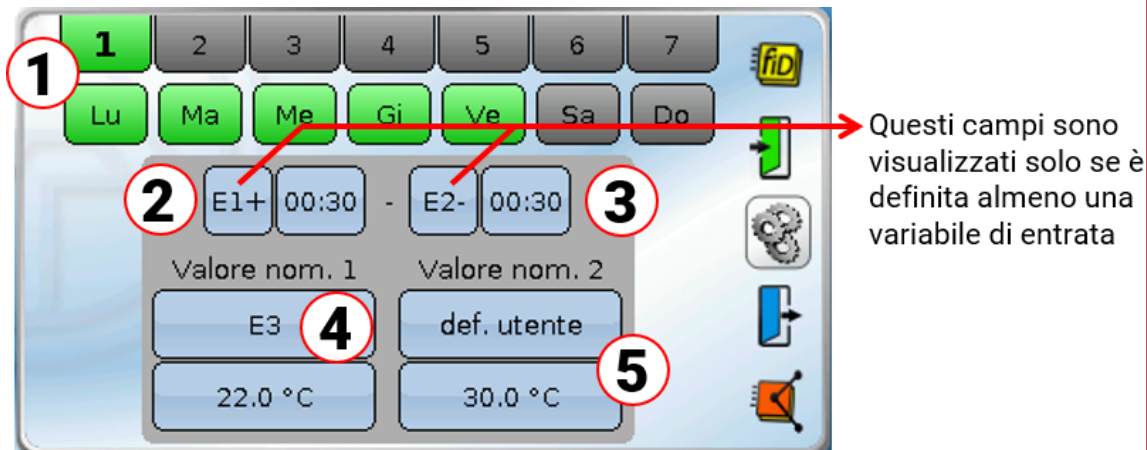 1 2 3 4 5 6 7
1
Lu Ma Me Gi Ve Sa Do
2 E1+ 00:30 - E2- 00:30 3
Valore nom. 1 Valore nom. 2
E3 4 def. utente
22.0 °C 30.0 °C 5
fiD
Questi campi sono
visualizzati solo se è
definita almeno una
variabile di entrata